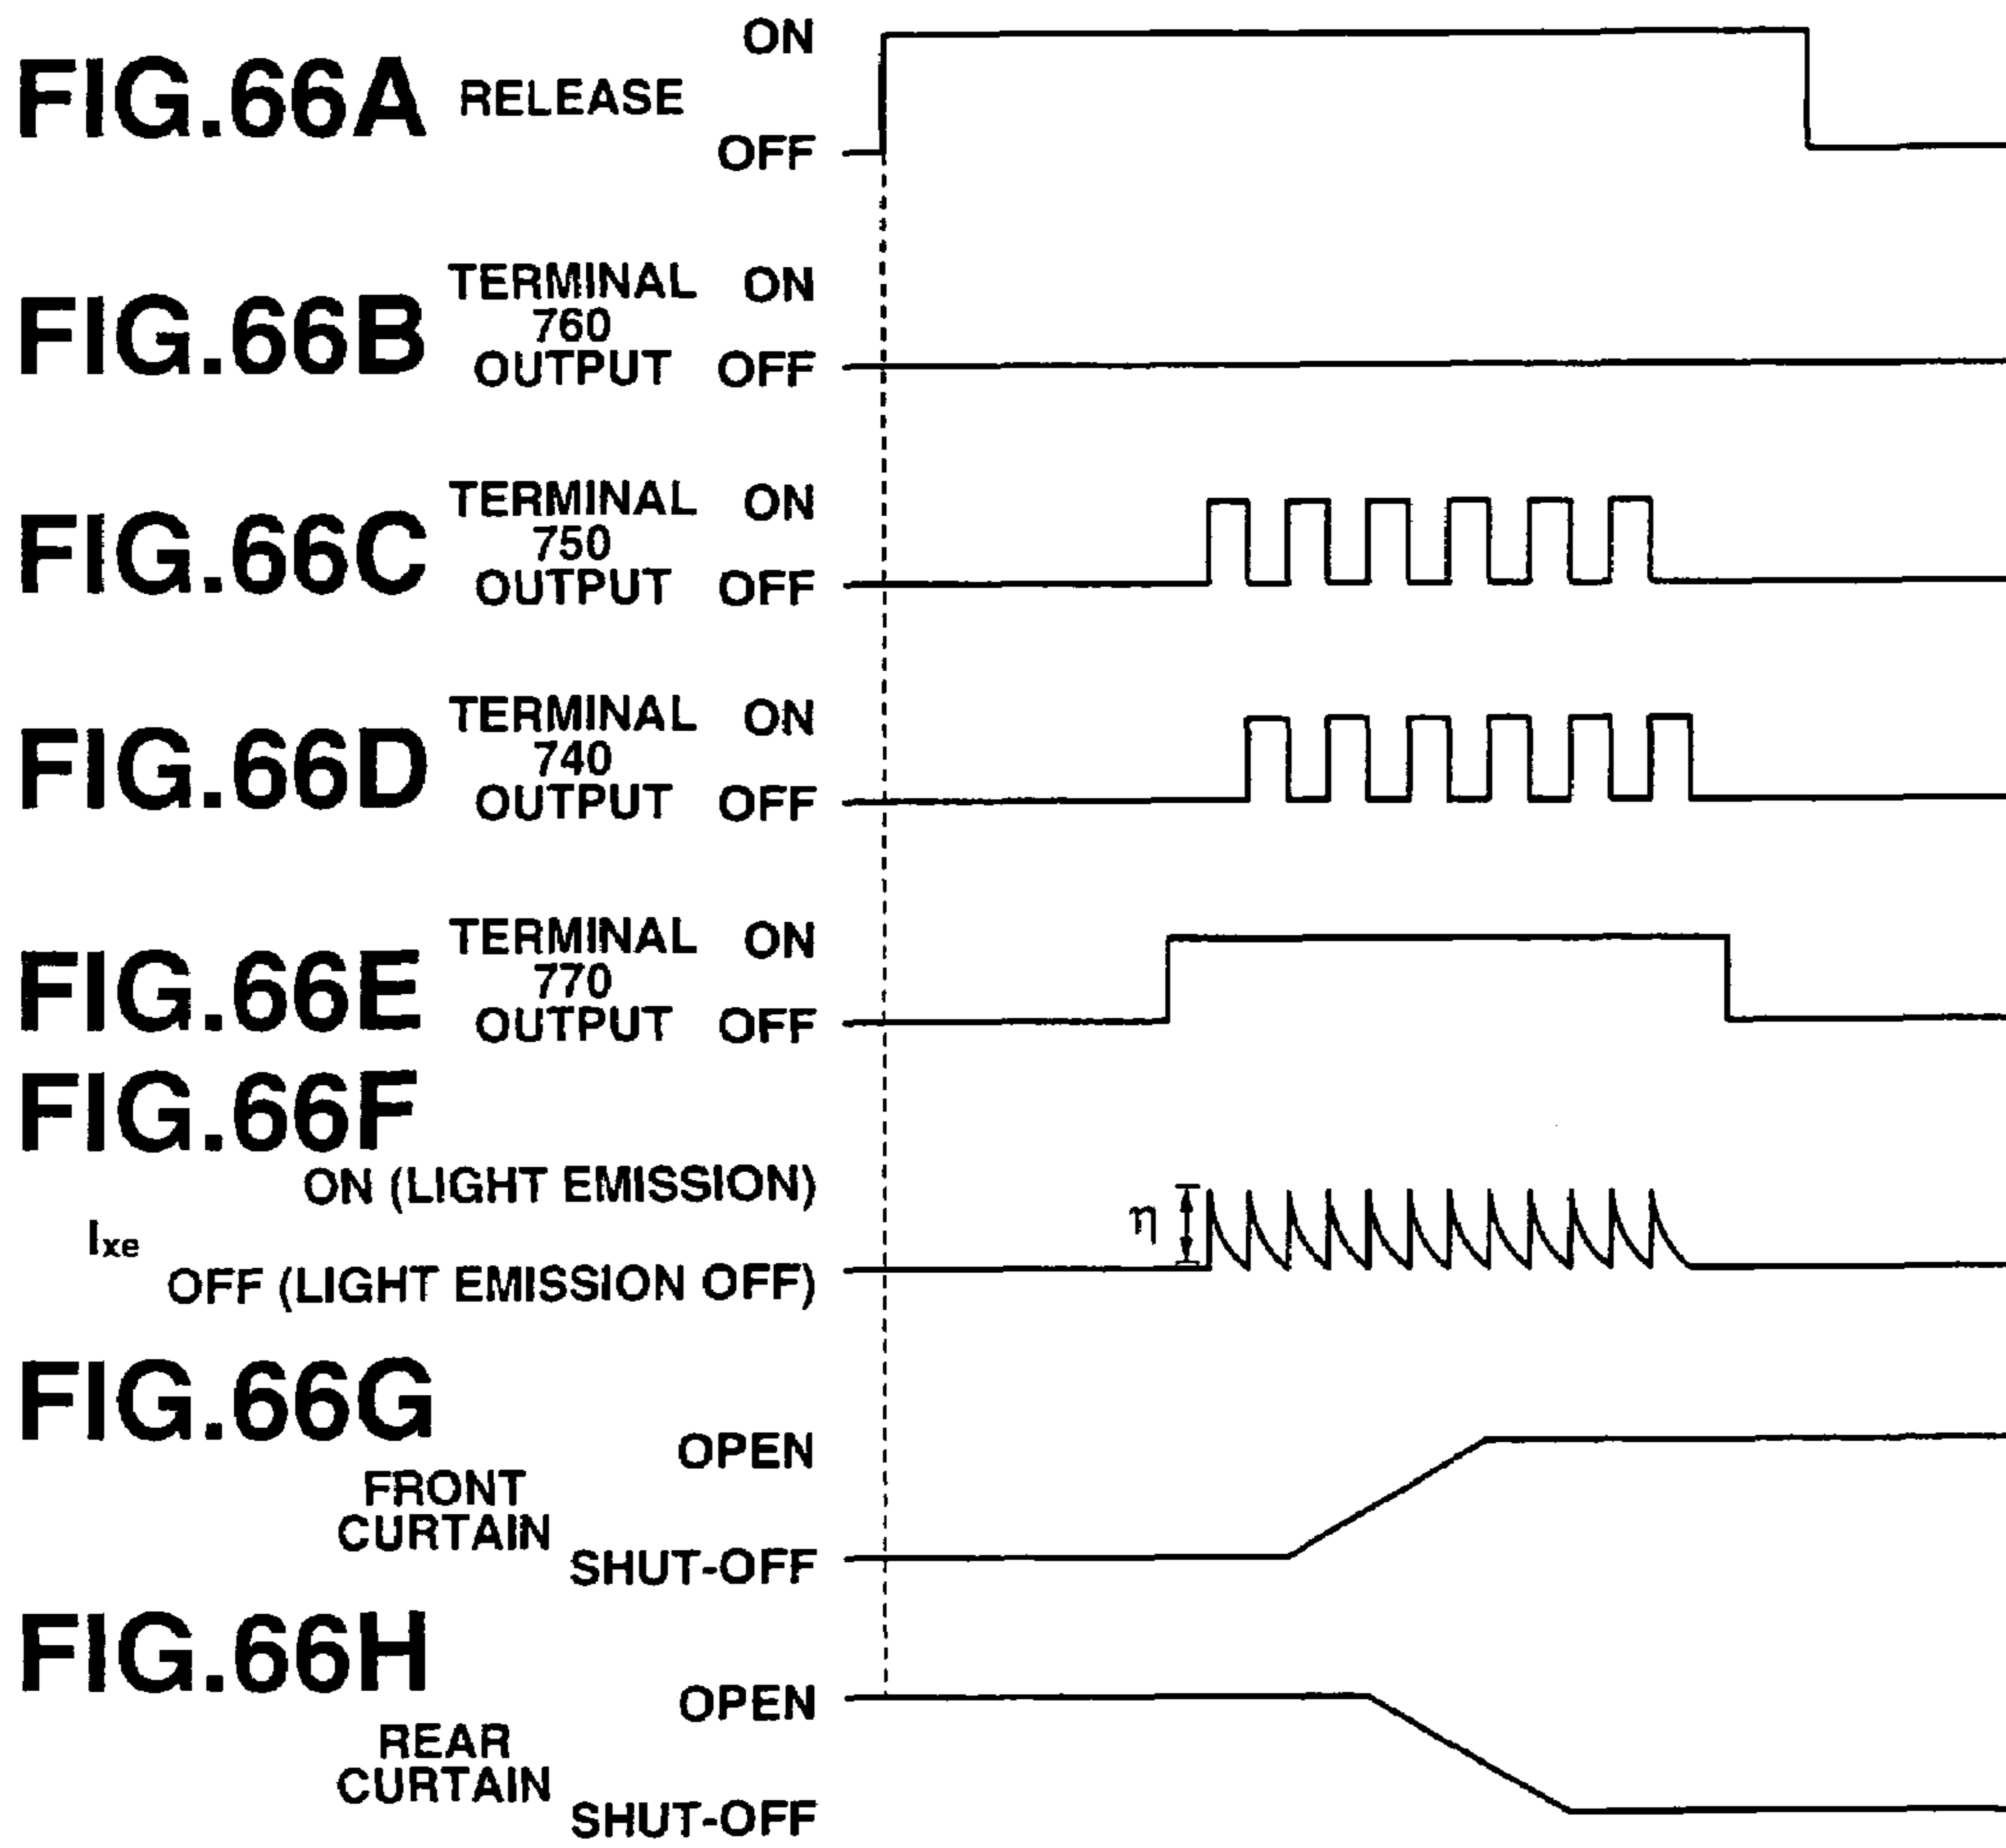 FIG.66A RELEASE ON
OFF
FIG.66B TERMINAL 760 OUTPUT ON
OFF
FIG.66C TERMINAL 750 OUTPUT ON
OFF
FIG.66D TERMINAL 740 OUTPUT ON
OFF
FIG.66E TERMINAL 770 OUTPUT ON
OFF
FIG.66F
ON (LIGHT EMISSION)
Ixe
η
OFF (LIGHT EMISSION OFF)
FIG.66G
OPEN
FRONT
CURTAIN
SHUT-OFF
FIG.66H
OPEN
REAR
CURTAIN
SHUT-OFF